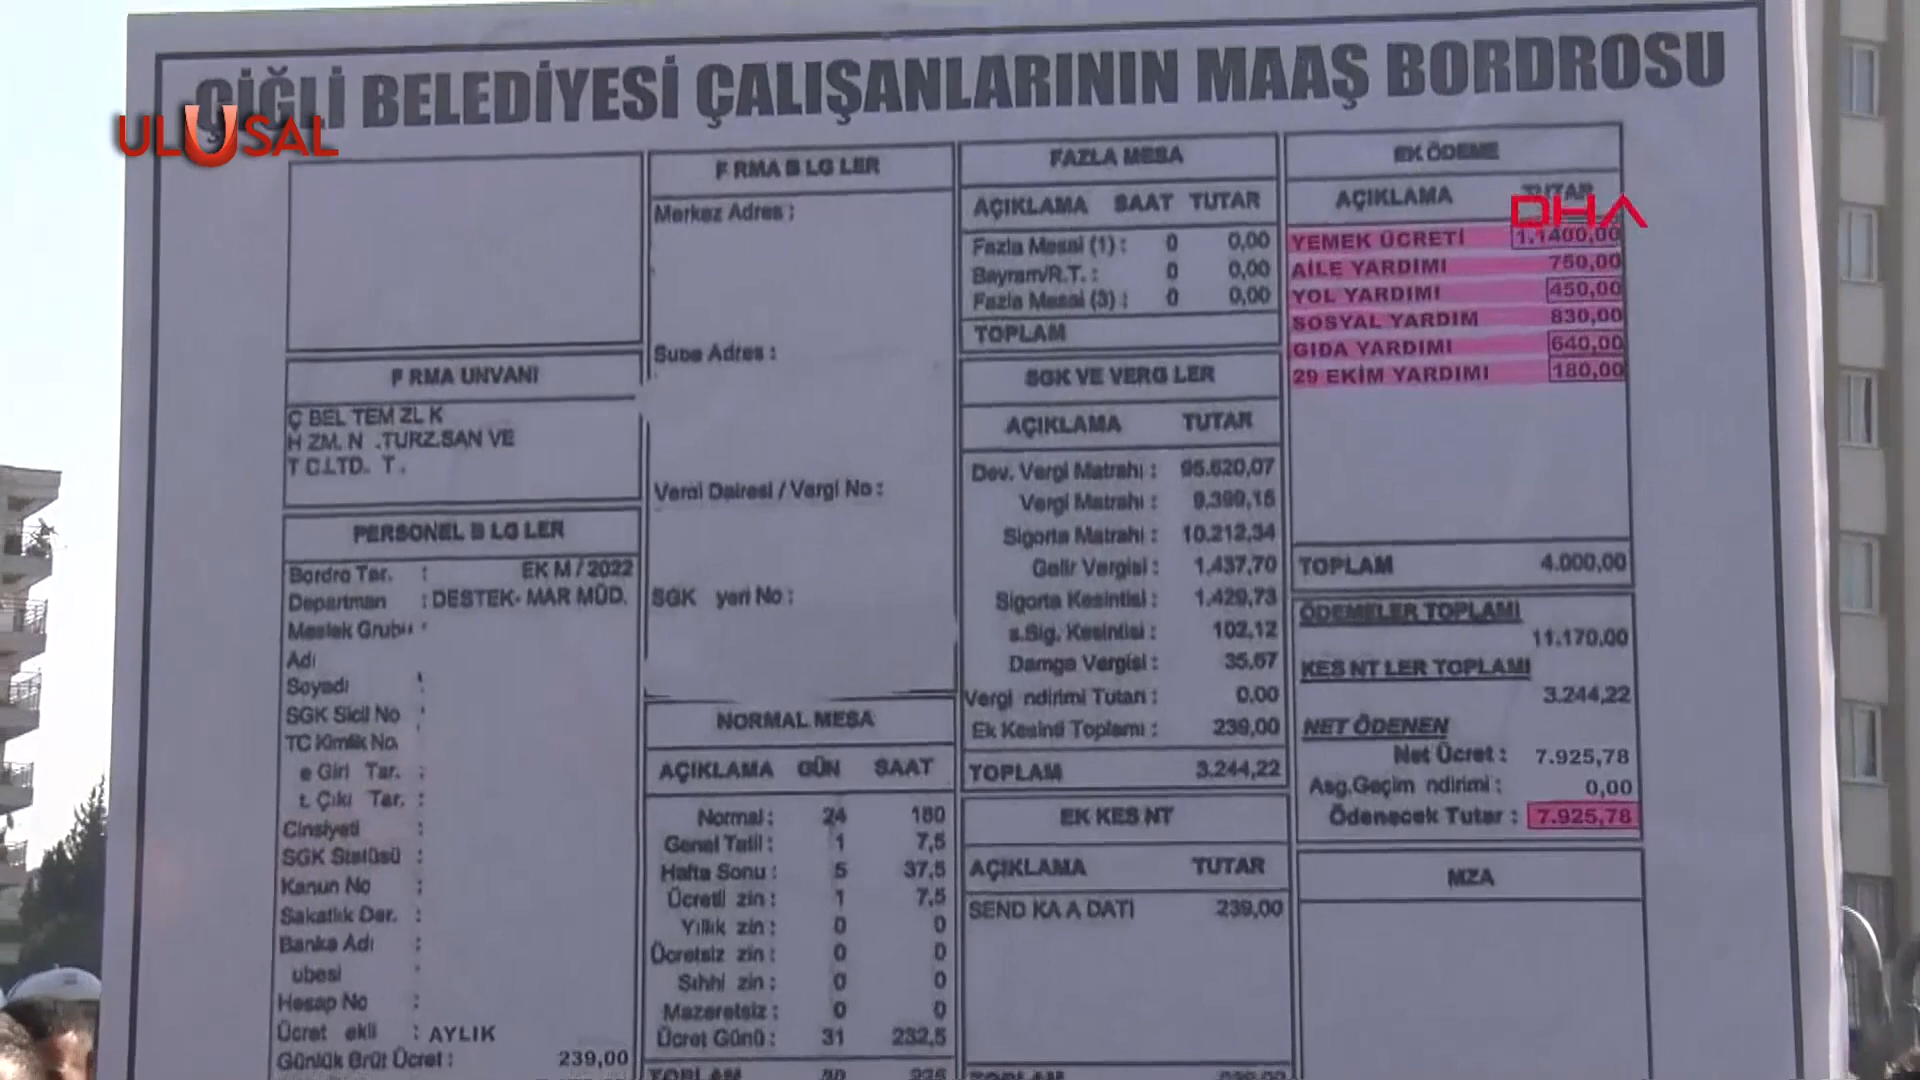 ÇİĞLİ BELEDİYESİ ÇALIŞANLARININ MAAŞ BORDROSU
ULUSAL
DHA
F RMA UNVANI
Ç BEL TEM ZL K
H ZM. N .TURZ.SAN VE
T C.LTD. T .
PERSONEL B LG LER
Bordro Tar. : EK M / 2022
Departman : DESTEK- MAR MÜD.
Meslek Grubu :
Adı
Soyadı :
SGK Sicil No :
TC Kimlik No.
e Giri Tar. :
t. Çıkı Tar. :
Cinsiyeti :
SGK Statüsü :
Kanun No :
Sakatlık Der. :
Banka Adı :
ubesi :
Hesap No :
Ücret ekli : AYLIK
Günlük Brüt Ücret : 239,00
F RMA B LG LER
Merkez Adres :
Sube Adres :
Vergi Dairesi / Vergi No :
SGK yeri No :
NORMAL MESA
AÇIKLAMA GÜN SAAT
Normal : 24 180
Genel Tatil : 1 7,5
Hafta Sonu : 5 37,5
Ücretli zin : 1 7,5
Yıllık zin : 0 0
Ücretsiz zin : 0 0
Sıhhi zin : 0 0
Mazeretsiz : 0 0
Ücret Günü : 31 232,5
TOPLAM
FAZLA MESA
AÇIKLAMA SAAT TUTAR
Fazla Mesai (1) : 0 0,00
Bayram/R.T. : 0 0,00
Fazla Mesai (3) : 0 0,00
TOPLAM
SGK VE VERG LER
AÇIKLAMA TUTAR
Dev. Vergi Matrahı : 95.620,07
Vergi Matrahı : 9.399,15
Sigorta Matrahı : 10.212,34
Gelir Vergisi : 1.437,70
Sigorta Kesintisi : 1.429,73
s.Sig. Kesintisi : 102,12
Damga Vergisi : 35,67
Vergi ndirimi Tutarı : 0,00
Ek Kesinti Toplamı : 239,00
TOPLAM 3.244,22
EK KES NT
AÇIKLAMA TUTAR
SEND KA A DATI 239,00
TOPLAM
EK ÖDEME
AÇIKLAMA TUTAR
YEMEK ÜCRETİ 1.1400,00
AİLE YARDIMI 750,00
YOL YARDIMI 450,00
SOSYAL YARDIM 830,00
GIDA YARDIMI 640,00
29 EKİM YARDIMI 180,00
TOPLAM 4.000,00
ÖDEMELER TOPLAMI
11.170,00
KES NT LER TOPLAMI
3.244,22
NET ÖDENEN
Net Ücret : 7.925,78
Asg.Geçim ndirimi : 0,00
Ödenecek Tutar : 7.925,78
MZA